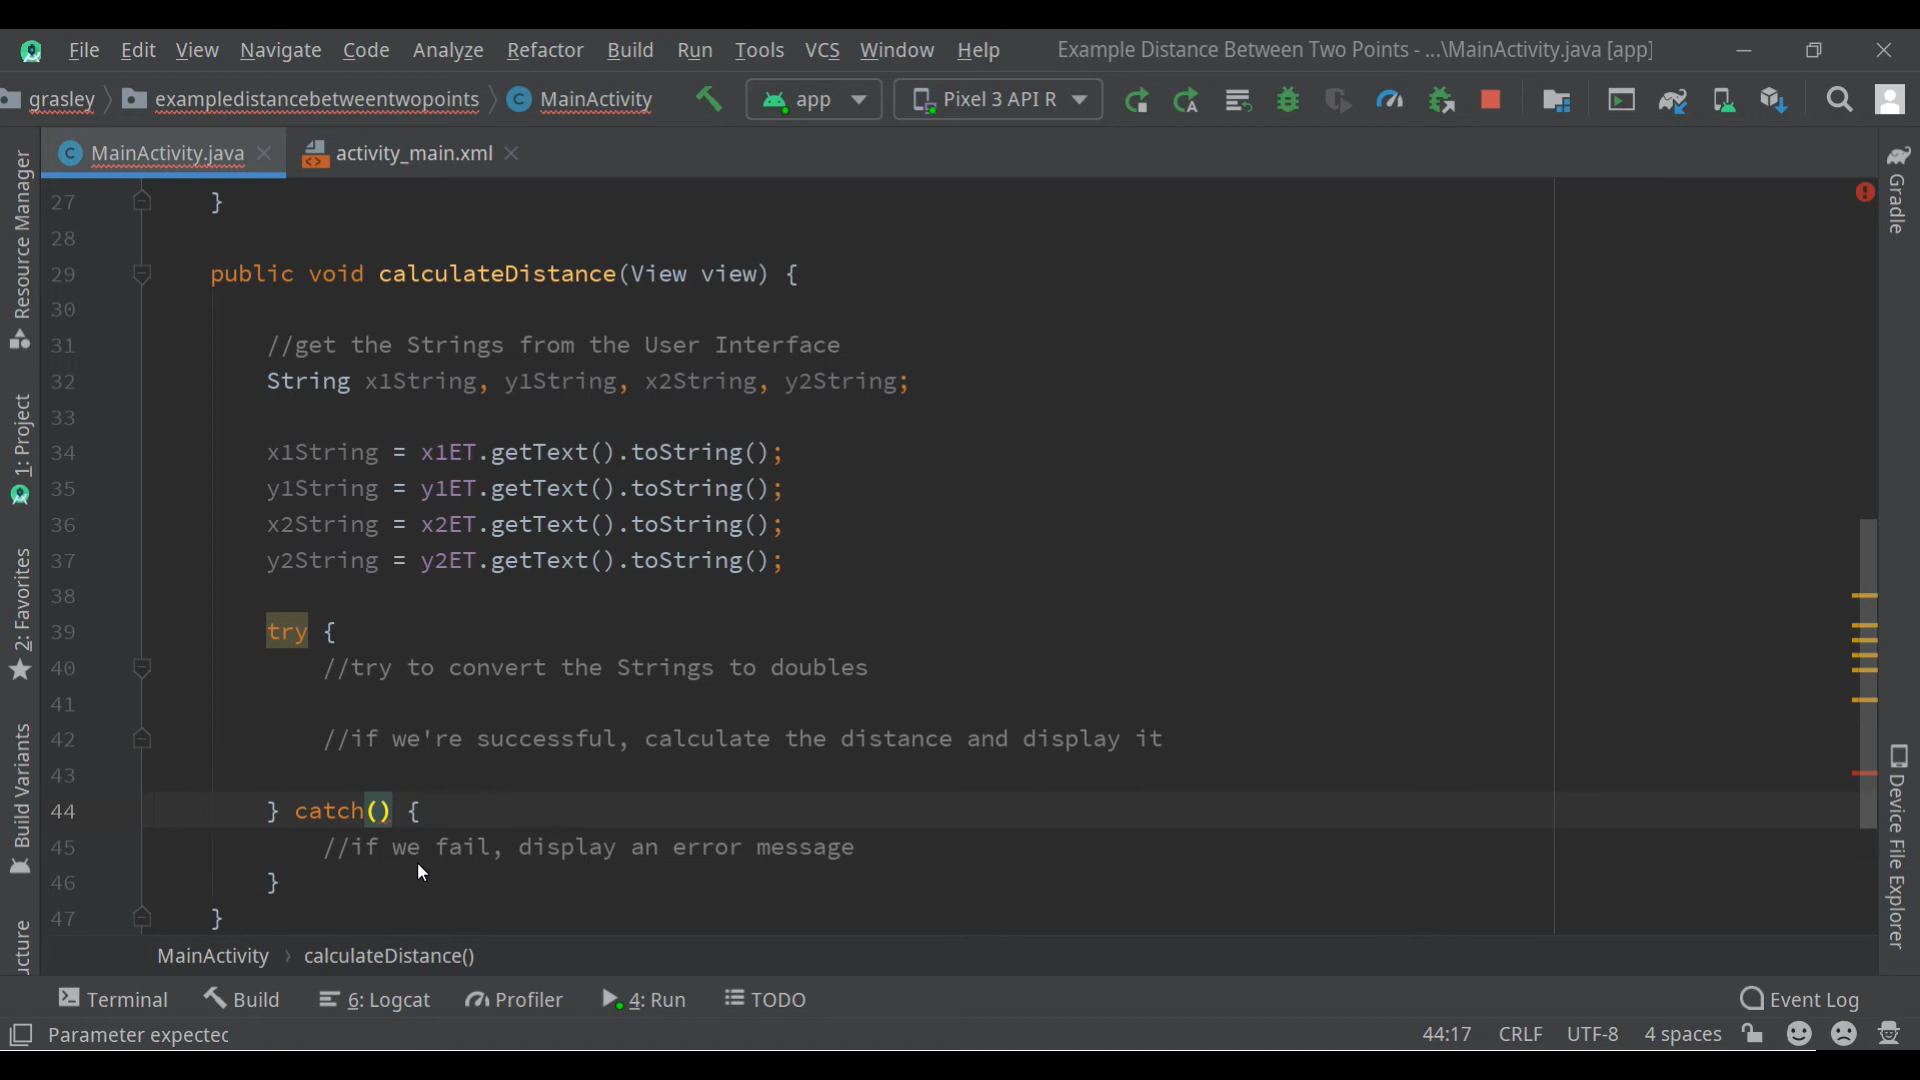 File Edit View Navigate Code Analyze Refactor Build Run Tools VCS Window Help Example Distance Between Two Points - ...\MainActivity.java [app]
grasley exampledistancebetweentwopoints MainActivity app Pixel 3 API R
MainActivity.java activity_main.xml
27 }
28
29 public void calculateDistance(View view) {
30
31 //get the Strings from the User Interface
32 String x1String, y1String, x2String, y2String;
33
34 x1String = x1ET.getText().toString();
35 y1String = y1ET.getText().toString();
36 x2String = x2ET.getText().toString();
37 y2String = y2ET.getText().toString();
38
39 try {
40 //try to convert the Strings to doubles
41
42 //if we're successful, calculate the distance and display it
43
44 } catch() {
45 //if we fail, display an error message
46 }
47 }
Resource Manager
1: Project
2: Favorites
Build Variants
ucture
Gradle
Device File Explorer
MainActivity › calculateDistance()
Terminal Build 6: Logcat Profiler 4: Run TODO Event Log
Parameter expected 44:17 CRLF UTF-8 4 spaces